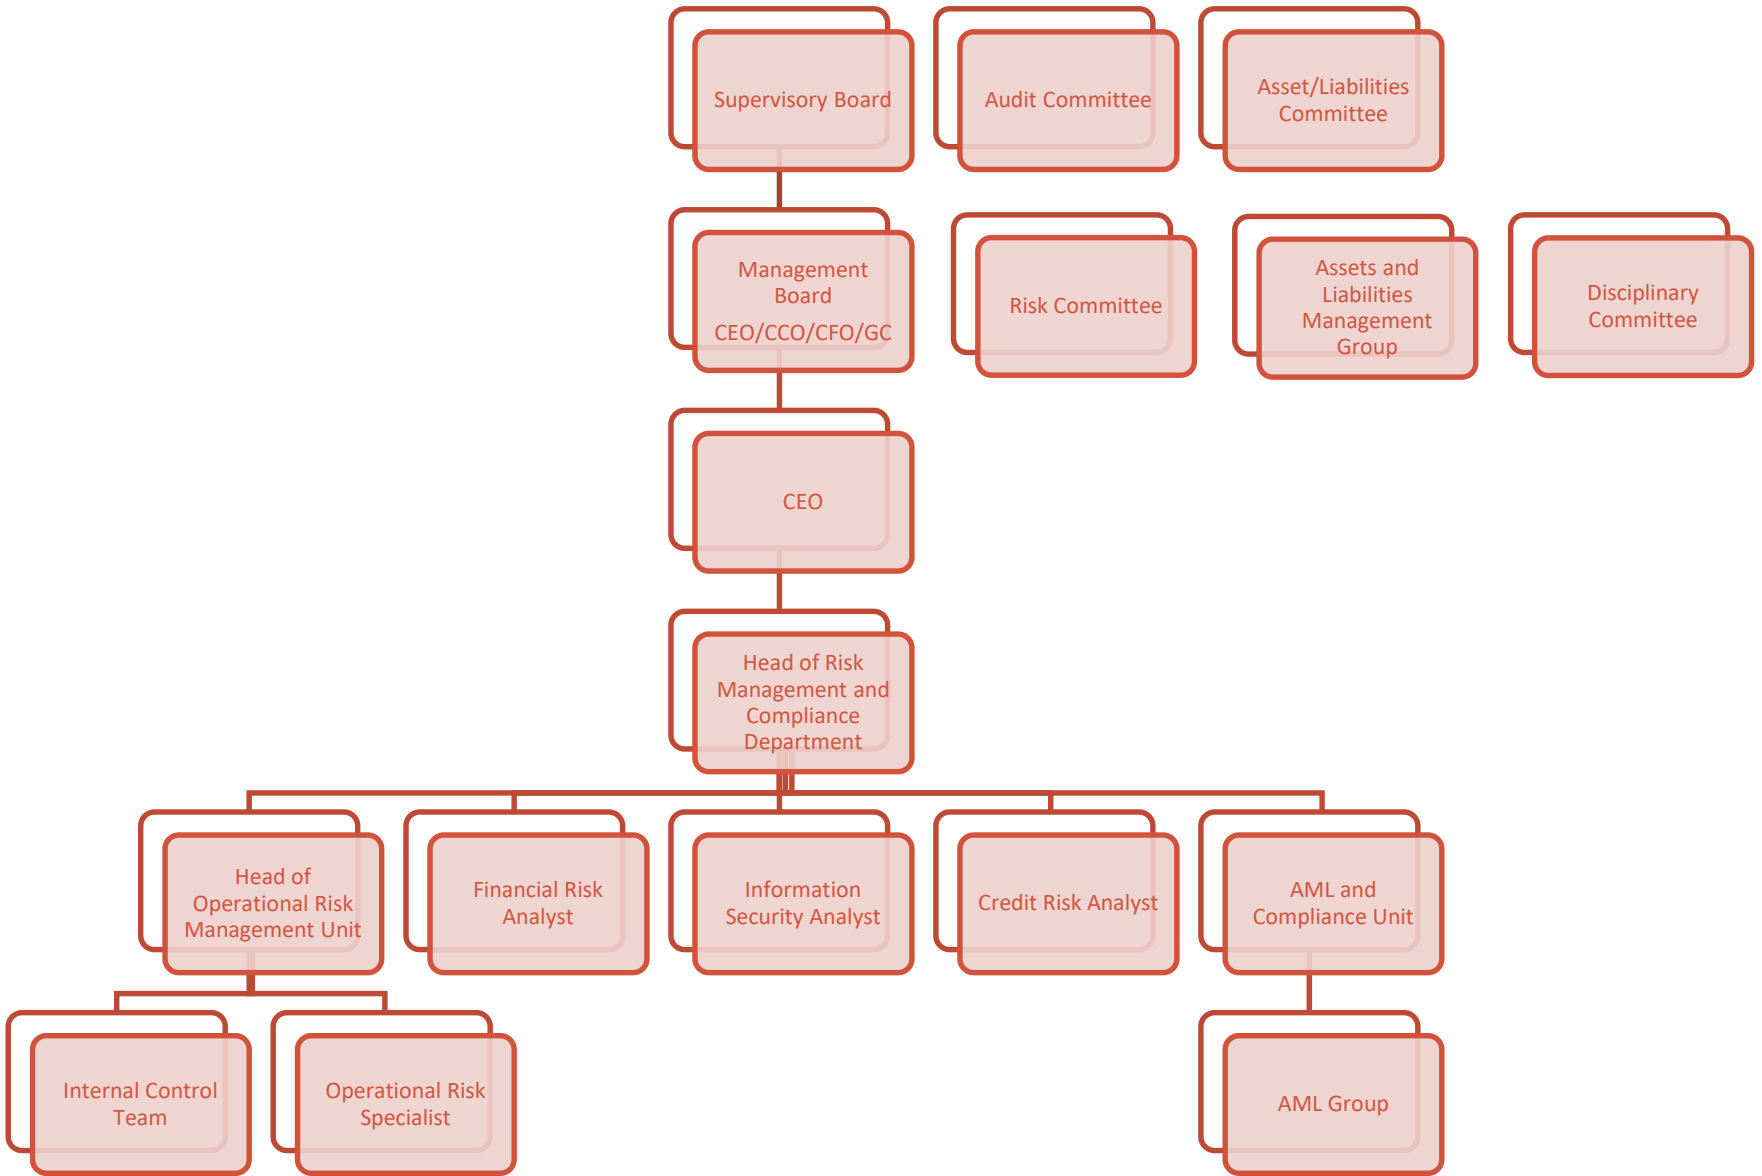 Supervisory Board
Audit Committee
Asset/Liabilities
Committee
Management
Board
CEO/CCO/CFO/GC
Risk Committee
Assets and
Liabilities
Management
Group
Disciplinary
Committee
CEO
Head of Risk
Management and
Compliance
Department
Head of
Operational Risk
Management Unit
Financial Risk
Analyst
Information
Security Analyst
Credit Risk Analyst
AML and
Compliance Unit
Internal Control
Team
Operational Risk
Specialist
AML Group